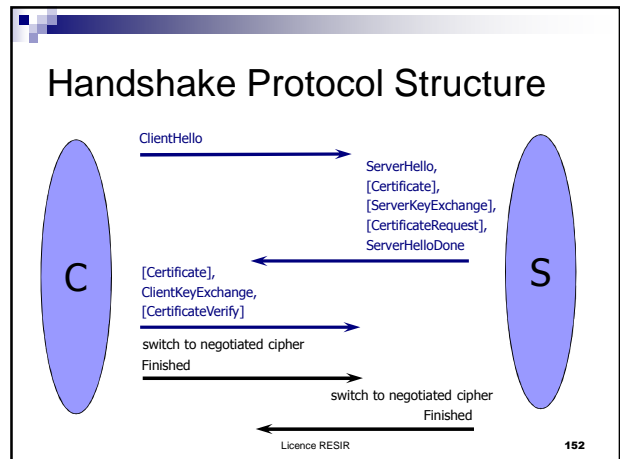 Handshake Protocol Structure
ClientHello
ServerHello,
[Certificate],
[ServerKeyExchange],
[CertificateRequest],
ServerHelloDone
C
S
[Certificate],
ClientKeyExchange,
[CertificateVerify]
switch to negotiated cipher
Finished
switch to negotiated cipher
Finished
Licence RESIR
152